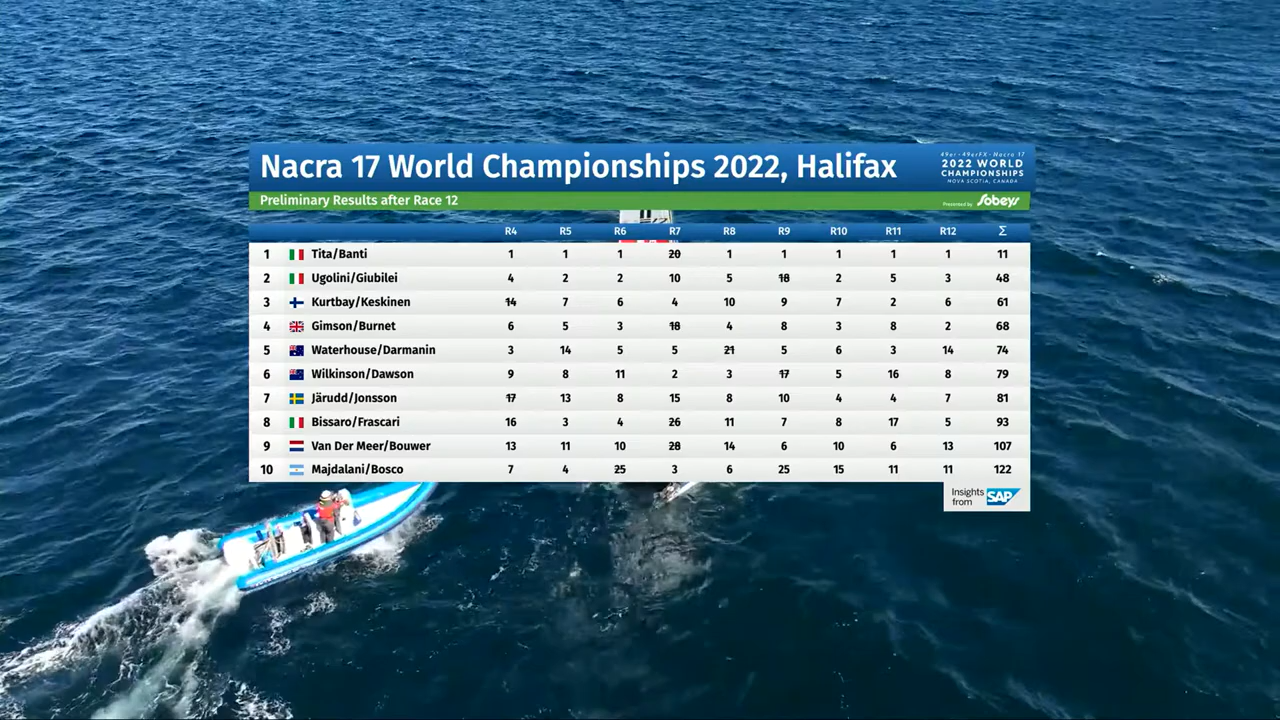 Nacra 17 World Championships 2022, Halifax
49er · 49erFX · Nacra 17
2022 WORLD
CHAMPIONSHIPS
NOVA SCOTIA, CANADA
Preliminary Results after Race 12
Presented by Sobeys
R4 R5 R6 R7 R8 R9 R10 R11 R12 Σ
1 Tita/Banti 1 1 1 20 1 1 1 1 1 11
2 Ugolini/Giubilei 4 2 2 10 5 18 2 5 3 48
3 Kurtbay/Keskinen 14 7 6 4 10 9 7 2 6 61
4 Gimson/Burnet 6 5 3 18 4 8 3 8 2 68
5 Waterhouse/Darmanin 3 14 5 5 21 5 6 3 14 74
6 Wilkinson/Dawson 9 8 11 2 3 17 5 16 8 79
7 Järudd/Jonsson 17 13 8 15 8 10 4 4 7 81
8 Bissaro/Frascari 16 3 4 26 11 7 8 17 5 93
9 Van Der Meer/Bouwer 13 11 10 28 14 6 10 6 13 107
10 Majdalani/Bosco 7 4 25 3 6 25 15 11 11 122
Insights
from SAP